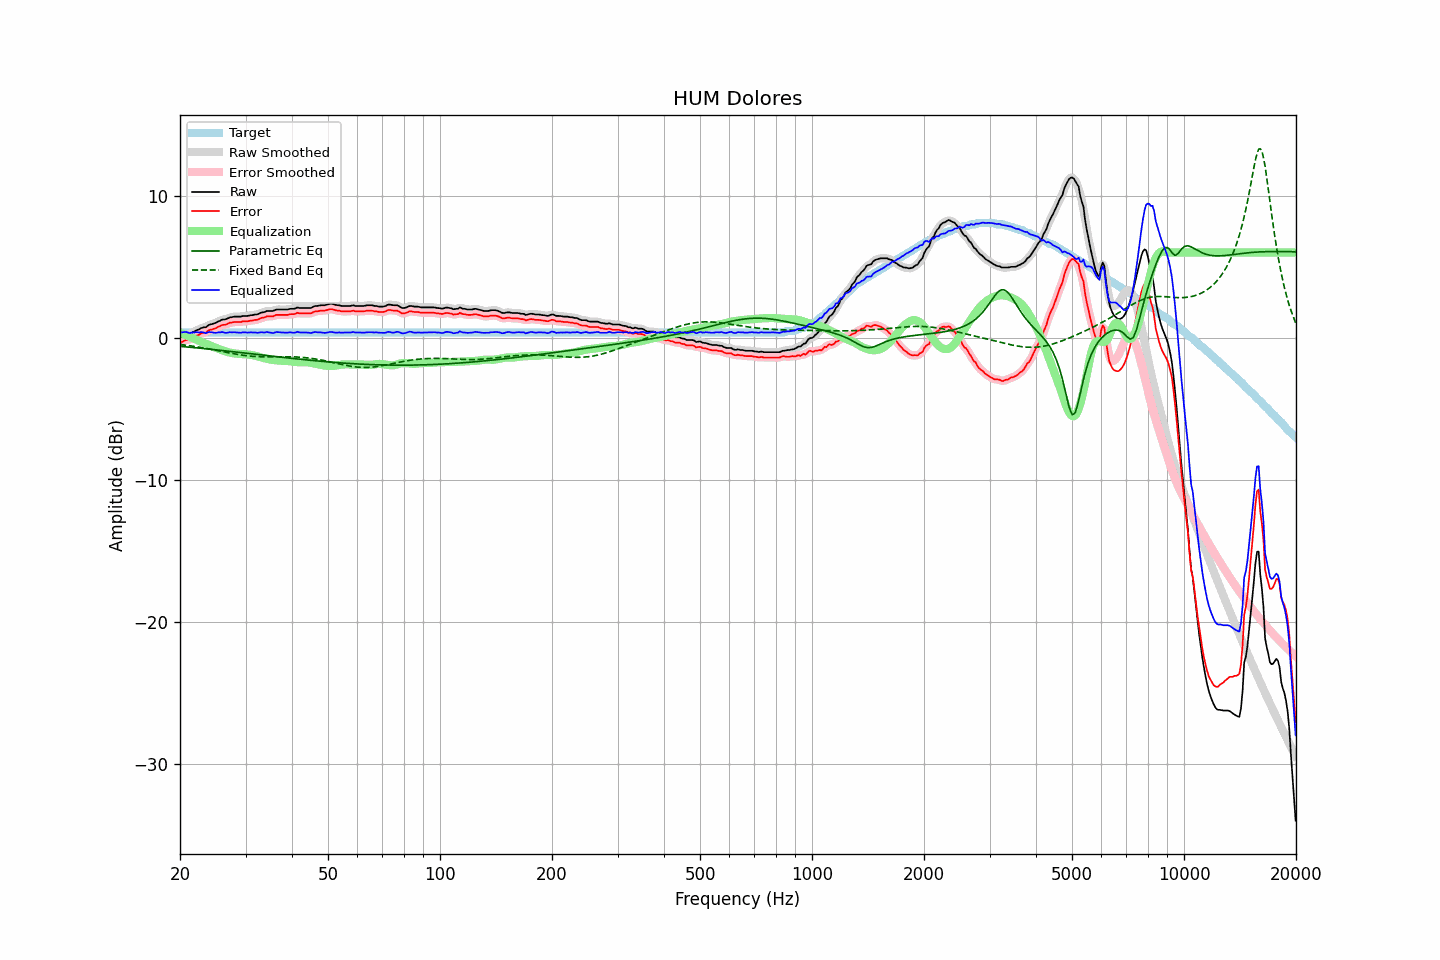 HUM Dolores
Target
Raw Smoothed
Error Smoothed
Raw
Error
Equalization
Parametric Eq
Fixed Band Eq
Equalized
10
0
−10
−20
−30
Amplitude (dBr)
20 50 100 200 500 1000 2000 5000 10000 20000
Frequency (Hz)